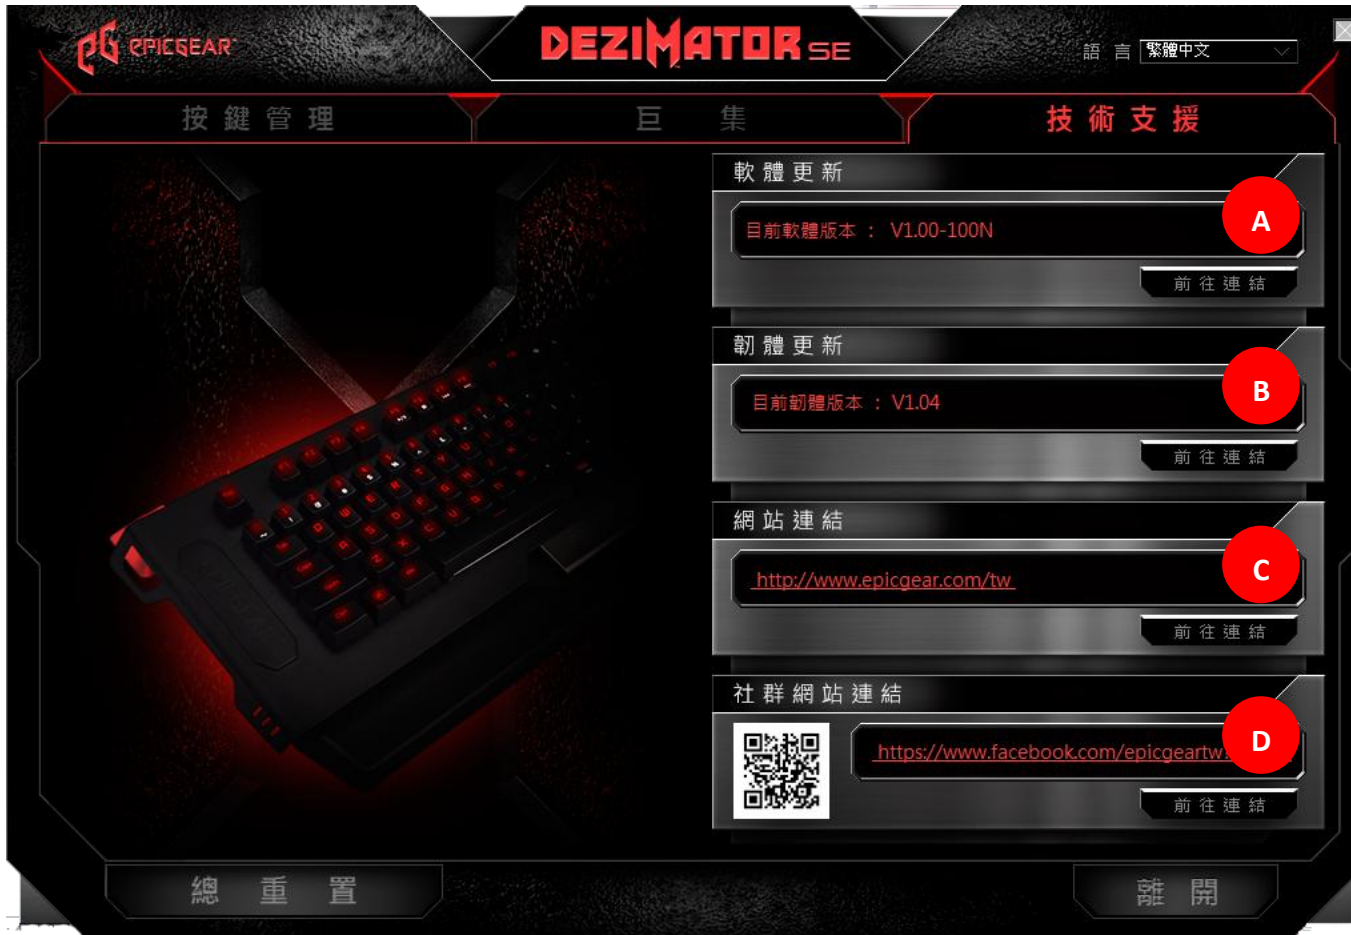 EPICGEAR
DEZIMATOR SE
語 言 繁體中文
按鍵管理
巨 集
技術支援
軟體更新
A
目前軟體版本 ： V1.00-100N
前往連結
韌體更新
B
目前韌體版本 ： V1.04
前往連結
網站連結
C
http://www.epicgear.com/tw
前往連結
社群網站連結
D
https://www.facebook.com/epicgeartw
前往連結
總 重 置
離 開